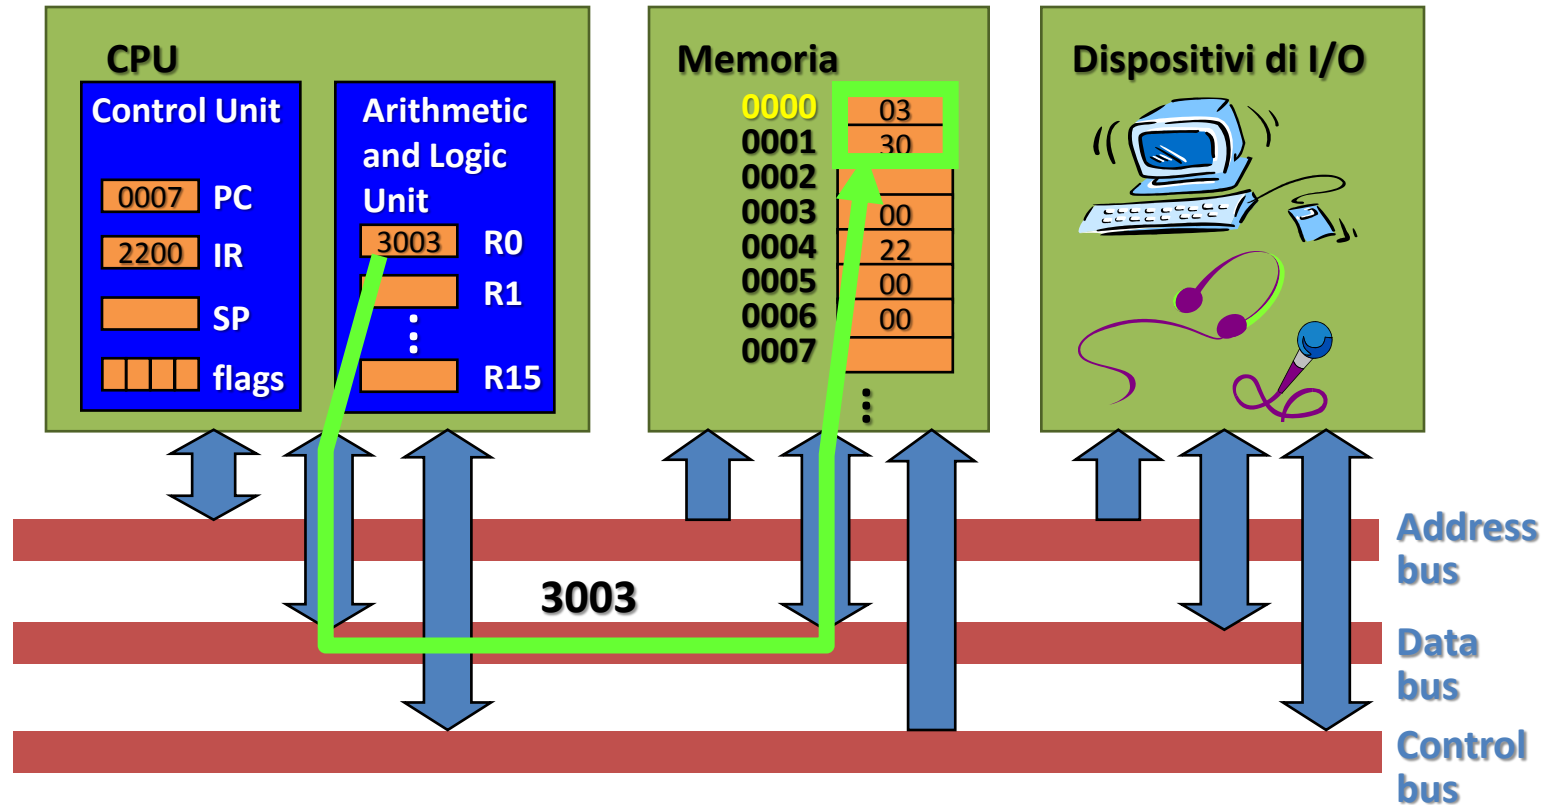 CPU
Control Unit
0007 PC
2200 IR
SP
flags
Arithmetic
and Logic
Unit
3003 R0
R1
⋮
R15
Memoria
0000 03
0001 30
0002
0003 00
0004 22
0005 00
0006 00
0007
⋮
Dispositivi di I/O
Address
bus
3003
Data
bus
Control
bus